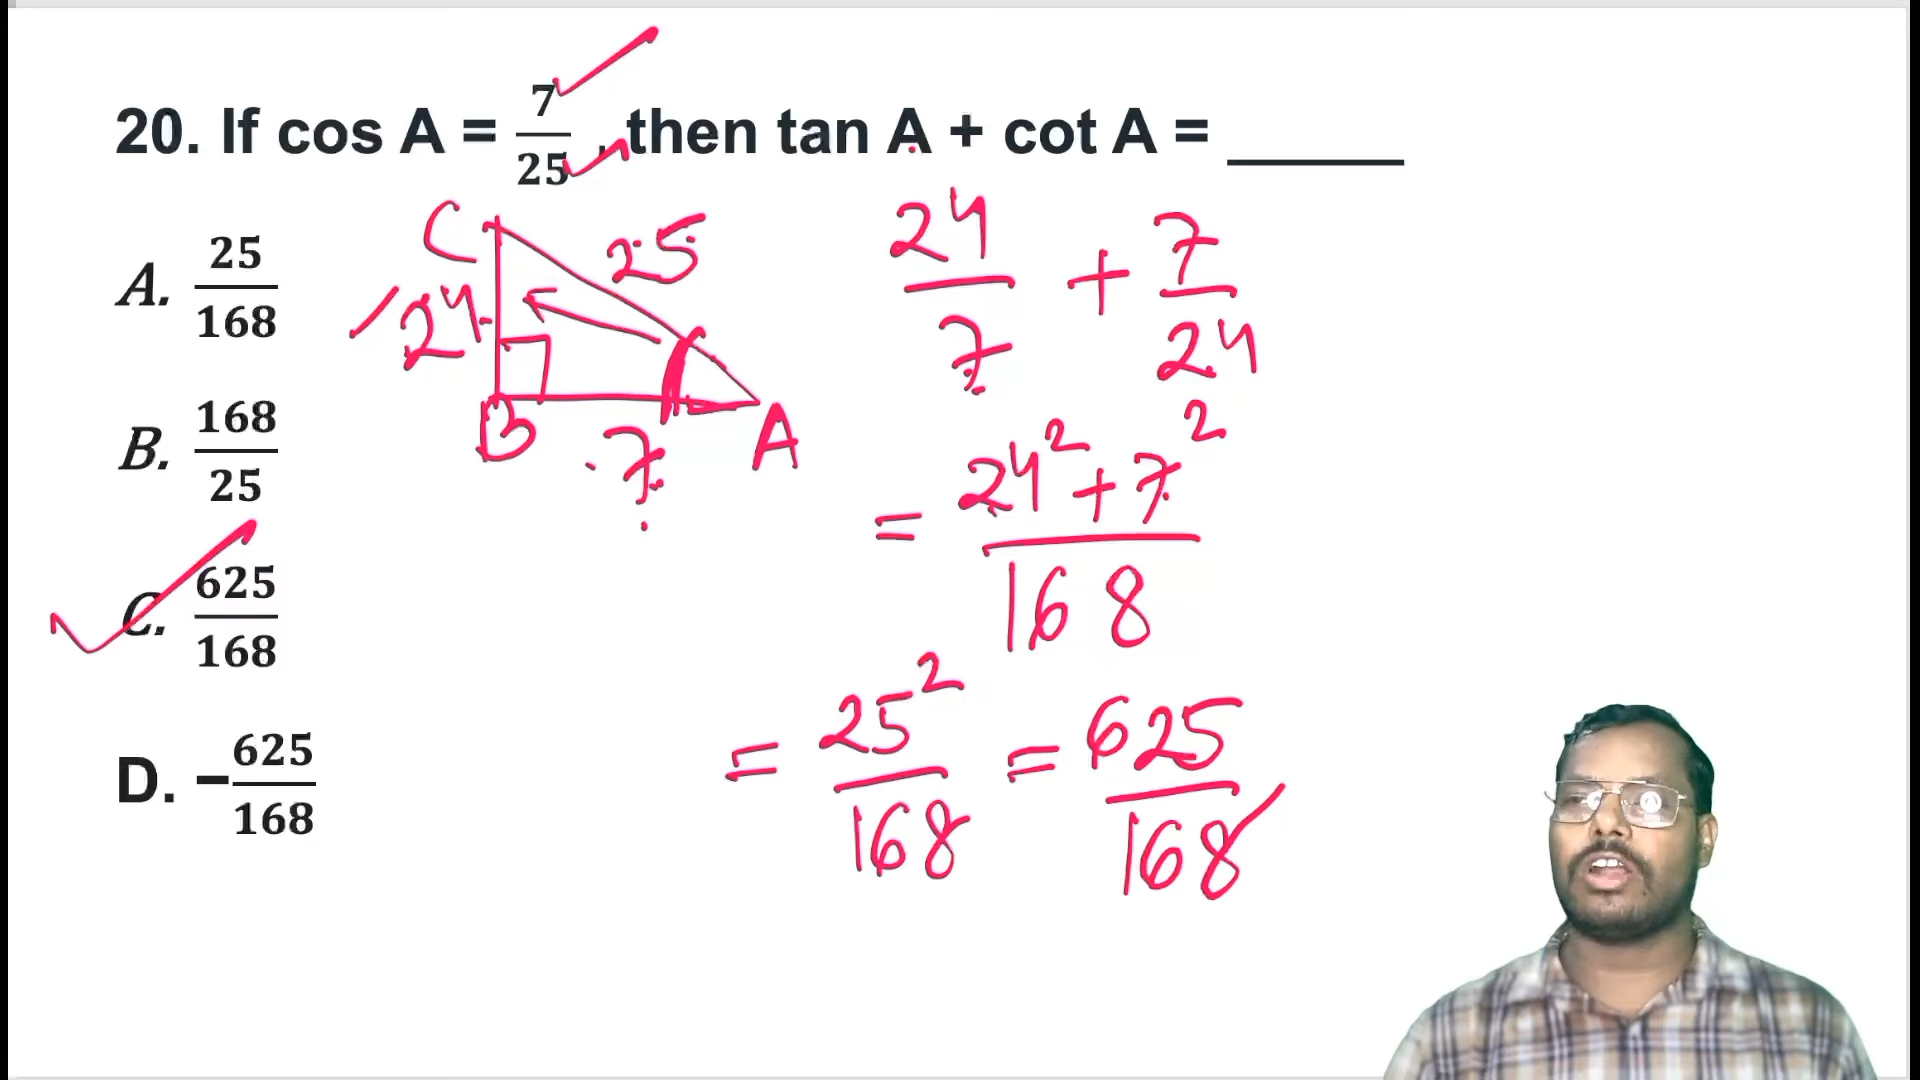 20. If cos A = 7/25 , then tan A + cot A = _____
A. 25/168
B. 168/25
C. 625/168
D. −625/168
C
25
24
B
7
A
24/7 + 7/24
= 24² + 7² / 168
= 25²/168 = 625/168